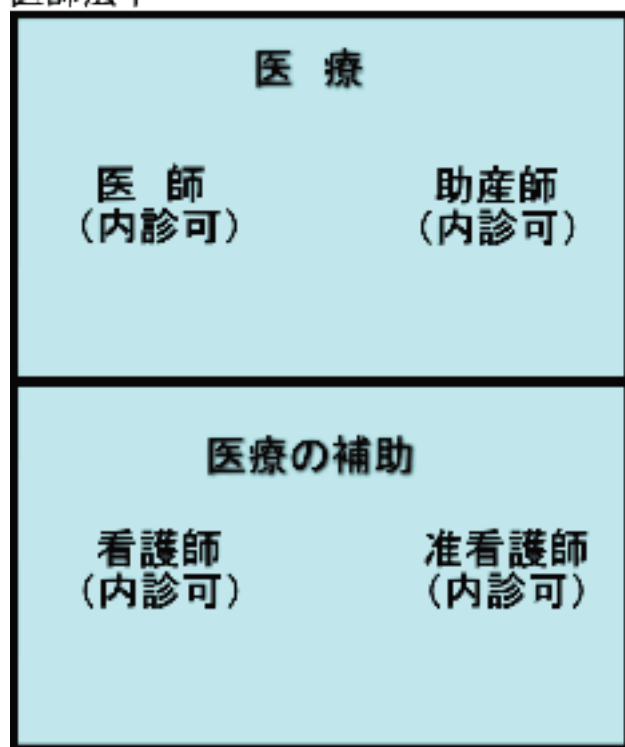 医 療
医 師
助産師
(内診可)
(内診可)
医療の補助
看護師
准看護師
(内診可)
(内診可)